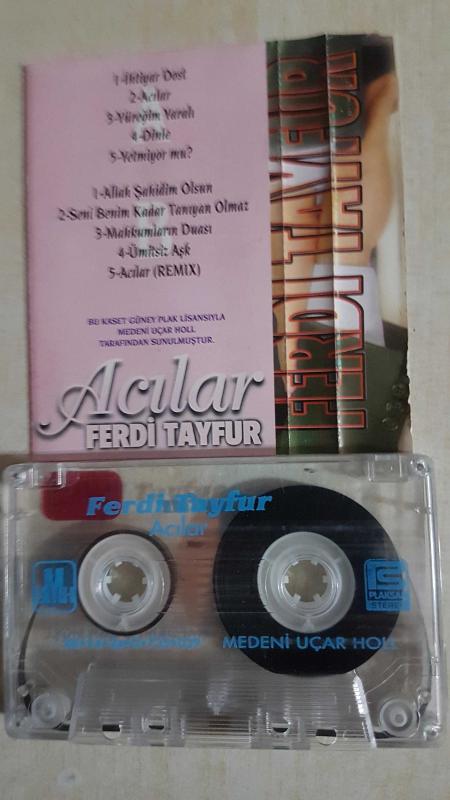 1-İhtiyar Dost
2-Acılar
3-Yüreğim Yaralı
4-Dinle
5-Yetmiyor mu?
1-Allah Şahidim Olsun
2-Seni Benim Kadar Tanıyan Olmaz
3-Mahkumların Duası
4-Ümitsiz Aşk
5-Acılar (REMIX)
BU KASET GÜNEY PLAK LİSANSIYLA
MEDENİ UÇAR HOLL
TARAFINDAN SUNULMUŞTUR.
Acılar
FERDİ TAYFUR
FERDİ TAYFUR
Ferdi Tayfur
Acılar
PLAKSAN
STEREO
MEDENİ UÇAR HOLL